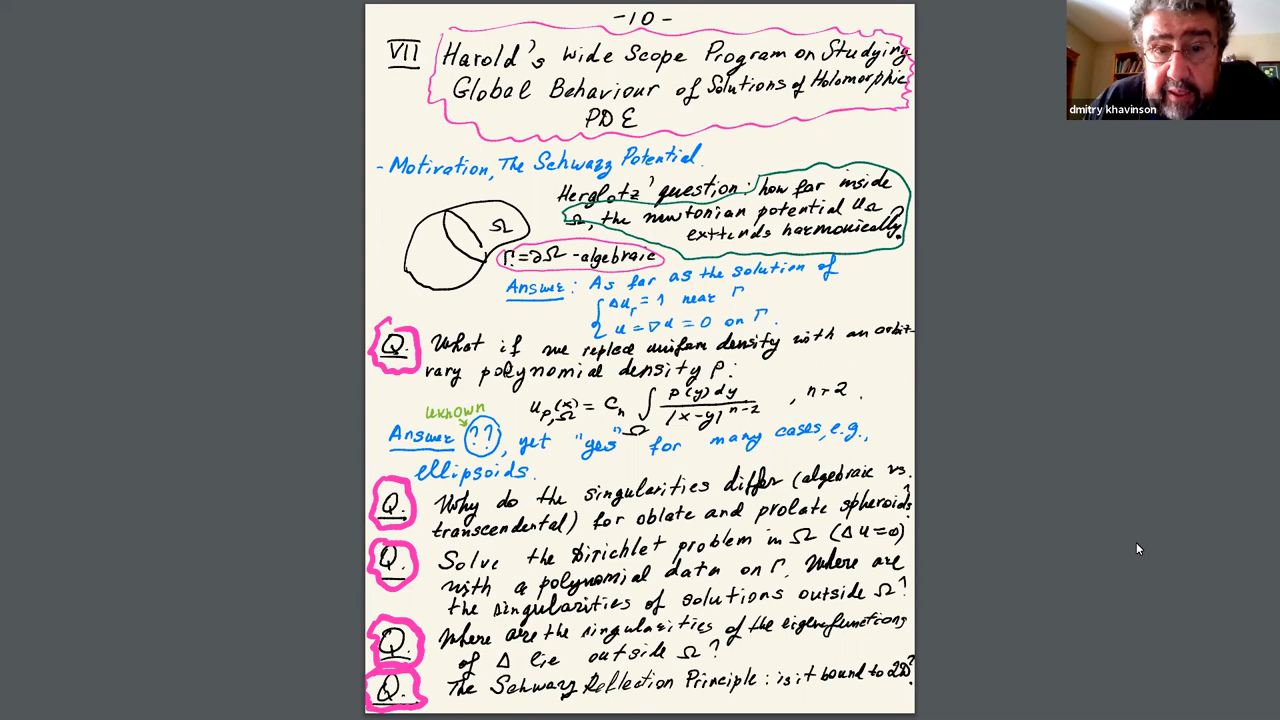 -10-
dmitry khavinson
VII Harold's Wide Scope Program on Studying
Global Behaviour of Solutions of Holomorphic
PDE
- Motivation, The Schwarz Potential.
Herglotz' question: how far inside
Ω, the newtonian potential u_Ω
exttends harmonically?
Ω
Γ:=∂Ω -algebraic
Answer: As far as the solution of
{ Δu_Γ = 1 near Γ
u = ∇u = 0 on Γ.
Q. What if we replace uniform density with an orbit-
rary polynomial density P:
u_{P,Ω}(x) = C_n ∫_Ω P(y)dy / |x-y|^{n-2} , n>2.
uknown
Answer ??, yet "yes" for many cases, e.g.,
ellipsoids.
Q. Why do the singularities differ (algebraic vs.
transcendental) for oblate and prolate spheroids?
Q. Solve the Dirichlet problem in Ω (Δu=0)
with a polynomial data on Γ. Where are
the singularities of solutions outside Ω?
Q. Where are the singularities of the eigenfunctions
of Δ lie outside Ω?
Q. The Schwarz Reflection Principle: is it bound to 2D?